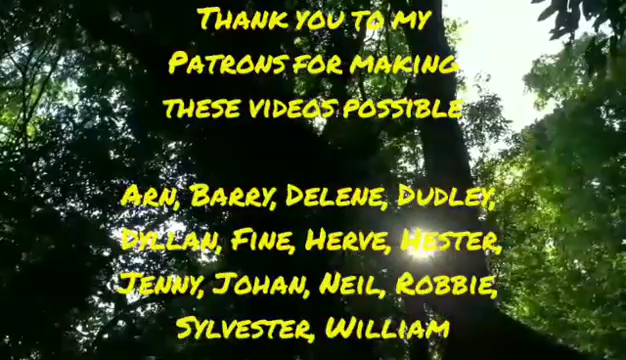 Thank you to my
Patrons for making
these videos possible
Arn, Barry, Delene, Dudley,
Dyllan, Fine, Herve, Hester,
Jenny, Johan, Neil, Robbie,
Sylvester, William